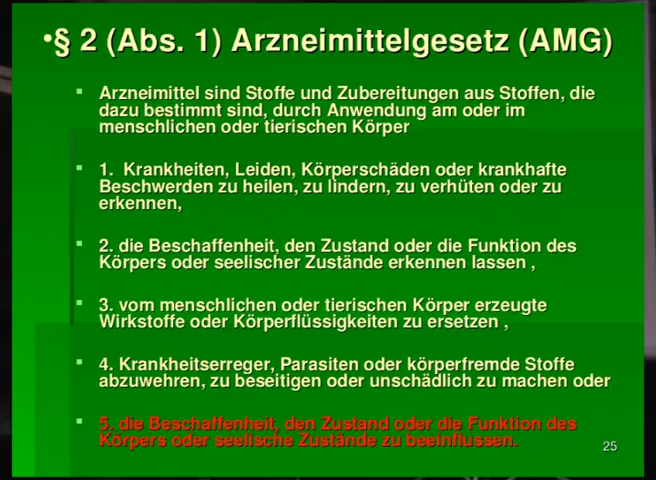 •§ 2 (Abs. 1) Arzneimittelgesetz (AMG)
▪ Arzneimittel sind Stoffe und Zubereitungen aus Stoffen, die
dazu bestimmt sind, durch Anwendung am oder im
menschlichen oder tierischen Körper
▪ 1. Krankheiten, Leiden, Körperschäden oder krankhafte
Beschwerden zu heilen, zu lindern, zu verhüten oder zu
erkennen,
▪ 2. die Beschaffenheit, den Zustand oder die Funktion des
Körpers oder seelischer Zustände erkennen lassen ,
▪ 3. vom menschlichen oder tierischen Körper erzeugte
Wirkstoffe oder Körperflüssigkeiten zu ersetzen ,
▪ 4. Krankheitserreger, Parasiten oder körperfremde Stoffe
abzuwehren, zu beseitigen oder unschädlich zu machen oder
▪ 5. die Beschaffenheit, den Zustand oder die Funktion des
Körpers oder seelische Zustände zu beeinflussen.
25